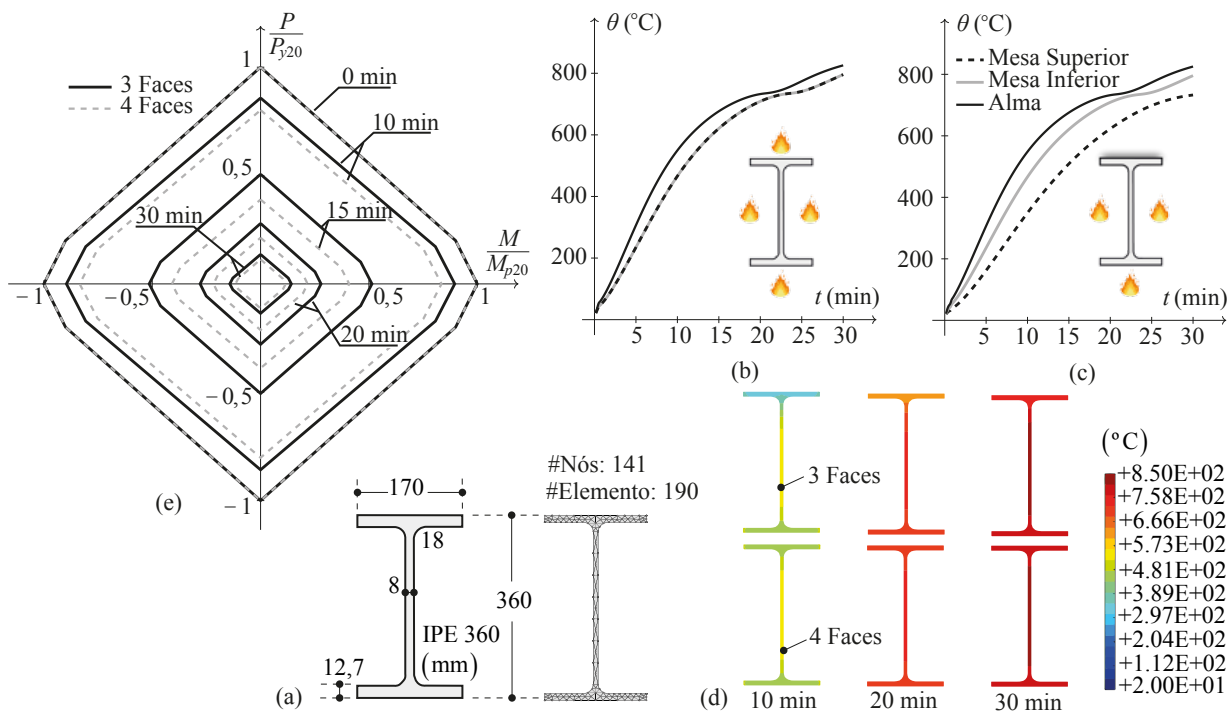 P
P_y20
1
3 Faces
4 Faces
0 min
10 min
0,5
15 min
30 min
M
M_p20
−1
−0,5
0,5
1
20 min
−0,5
−1
(e)
θ (°C)
800
600
400
200
5
10
15
20
25
30
t (min)
(b)
θ (°C)
Mesa Superior
Mesa Inferior
Alma
800
600
400
200
5
10
15
20
25
30
t (min)
(c)
170
18
8
360
IPE 360
(mm)
12,7
(a)
#Nós: 141
#Elemento: 190
3 Faces
4 Faces
(d)
10 min
20 min
30 min
(°C)
+8.50E+02
+7.58E+02
+6.66E+02
+5.73E+02
+4.81E+02
+3.89E+02
+2.97E+02
+2.04E+02
+1.12E+02
+2.00E+01